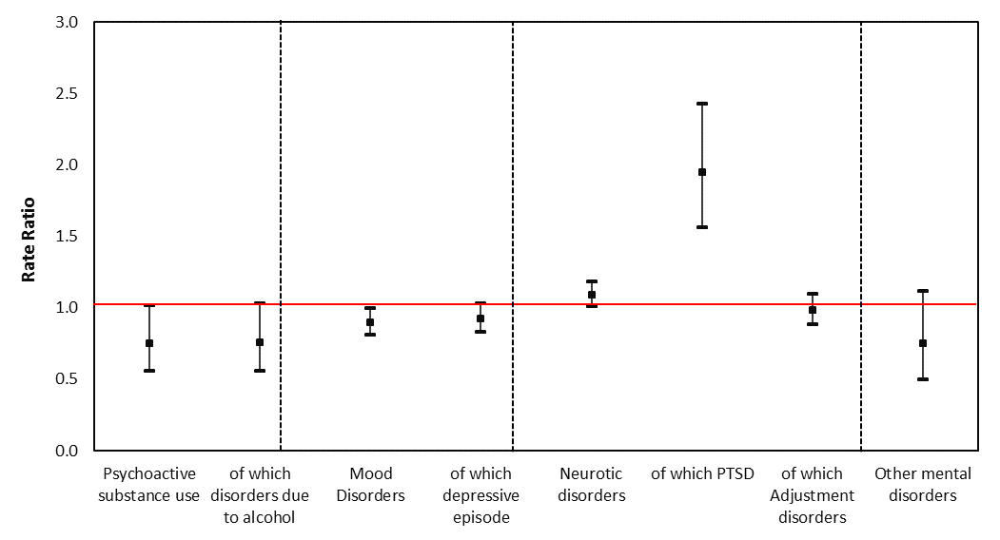 3.0
2.5
2.0
1.5
1.0
0.5
0.0
Rate Ratio
Psychoactive
substance use
of which
disorders due
to alcohol
Mood
Disorders
of which
depressive
episode
Neurotic
disorders
of which PTSD
of which
Adjustment
disorders
Other mental
disorders